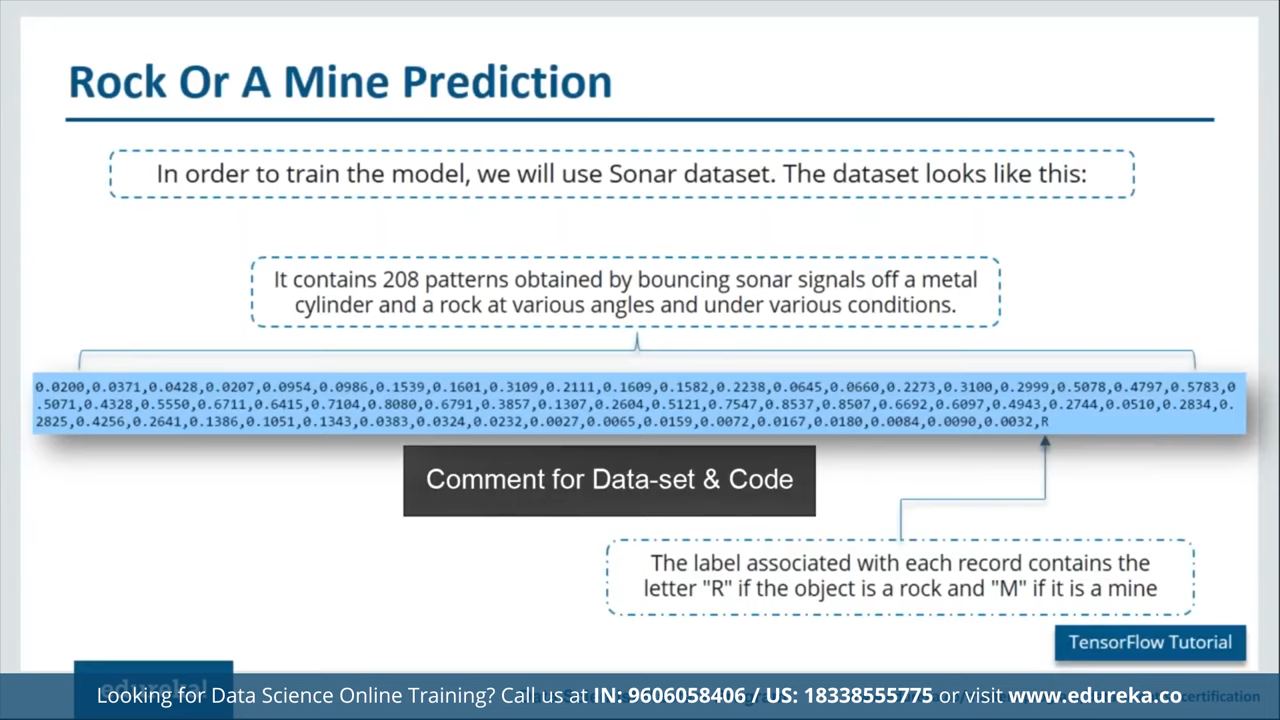 Rock Or A Mine Prediction
In order to train the model, we will use Sonar dataset. The dataset looks like this:
It contains 208 patterns obtained by bouncing sonar signals off a metal
cylinder and a rock at various angles and under various conditions.
0.0200,0.0371,0.0428,0.0207,0.0954,0.0986,0.1539,0.1601,0.3109,0.2111,0.1609,0.1582,0.2238,0.0645,0.0660,0.2273,0.3100,0.2999,0.5078,0.4797,0.5783,0
.5071,0.4328,0.5550,0.6711,0.6415,0.7104,0.8080,0.6791,0.3857,0.1307,0.2604,0.5121,0.7547,0.8537,0.8507,0.6692,0.6097,0.4943,0.2744,0.0510,0.2834,0.
2825,0.4256,0.2641,0.1386,0.1051,0.1343,0.0383,0.0324,0.0232,0.0027,0.0065,0.0159,0.0072,0.0167,0.0180,0.0084,0.0090,0.0032,R
Comment for Data-set & Code
The label associated with each record contains the
letter "R" if the object is a rock and "M" if it is a mine
TensorFlow Tutorial
edureka!
Looking for Data Science Online Training? Call us at IN: 9606058406 / US: 18338555775 or visit www.edureka.co
certification